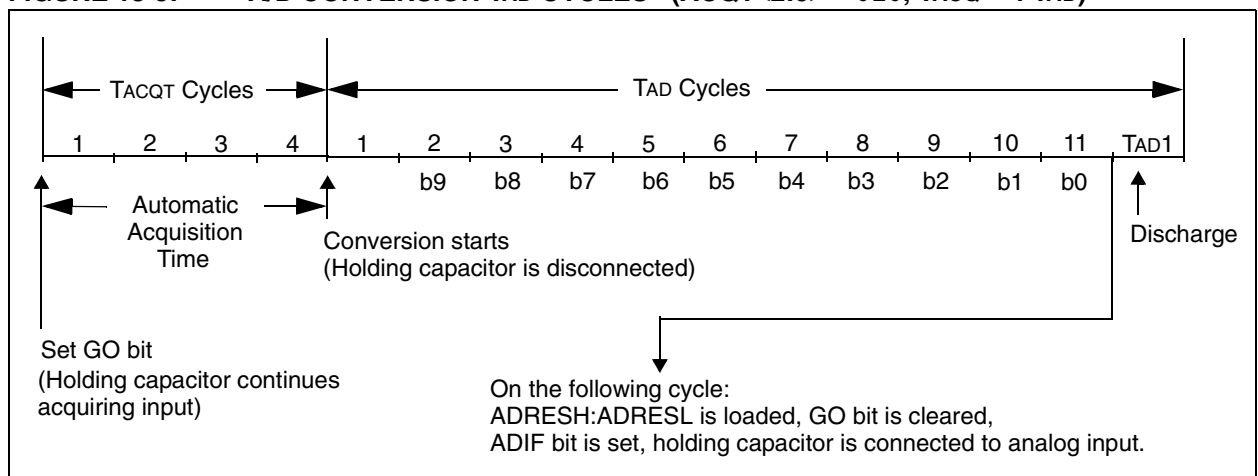 TACQT Cycles
TAD Cycles
1 2 3 4 1 2 3 4 5 6 7 8 9 10 11 TAD1
b9 b8 b7 b6 b5 b4 b3 b2 b1 b0
Automatic
Acquisition
Time
Conversion starts
(Holding capacitor is disconnected)
Discharge
Set GO bit
(Holding capacitor continues
acquiring input)
On the following cycle:
ADRESH:ADRESL is loaded, GO bit is cleared,
ADIF bit is set, holding capacitor is connected to analog input.